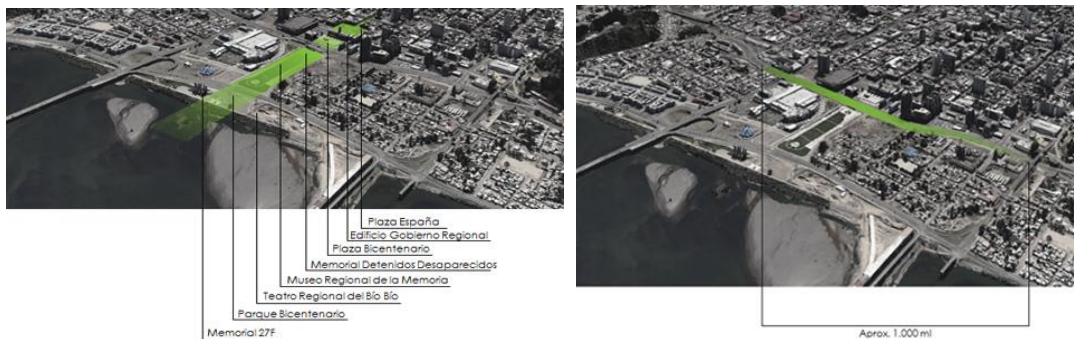 Plaza España
Edificio Gobierno Regional
Plaza Bicentenario
Memorial Detenidos Desaparecidos
Museo Regional de la Memoria
Teatro Regional del Bío Bío
Parque Bicentenario
Memorial 27F
Aprox. 1.000 ml